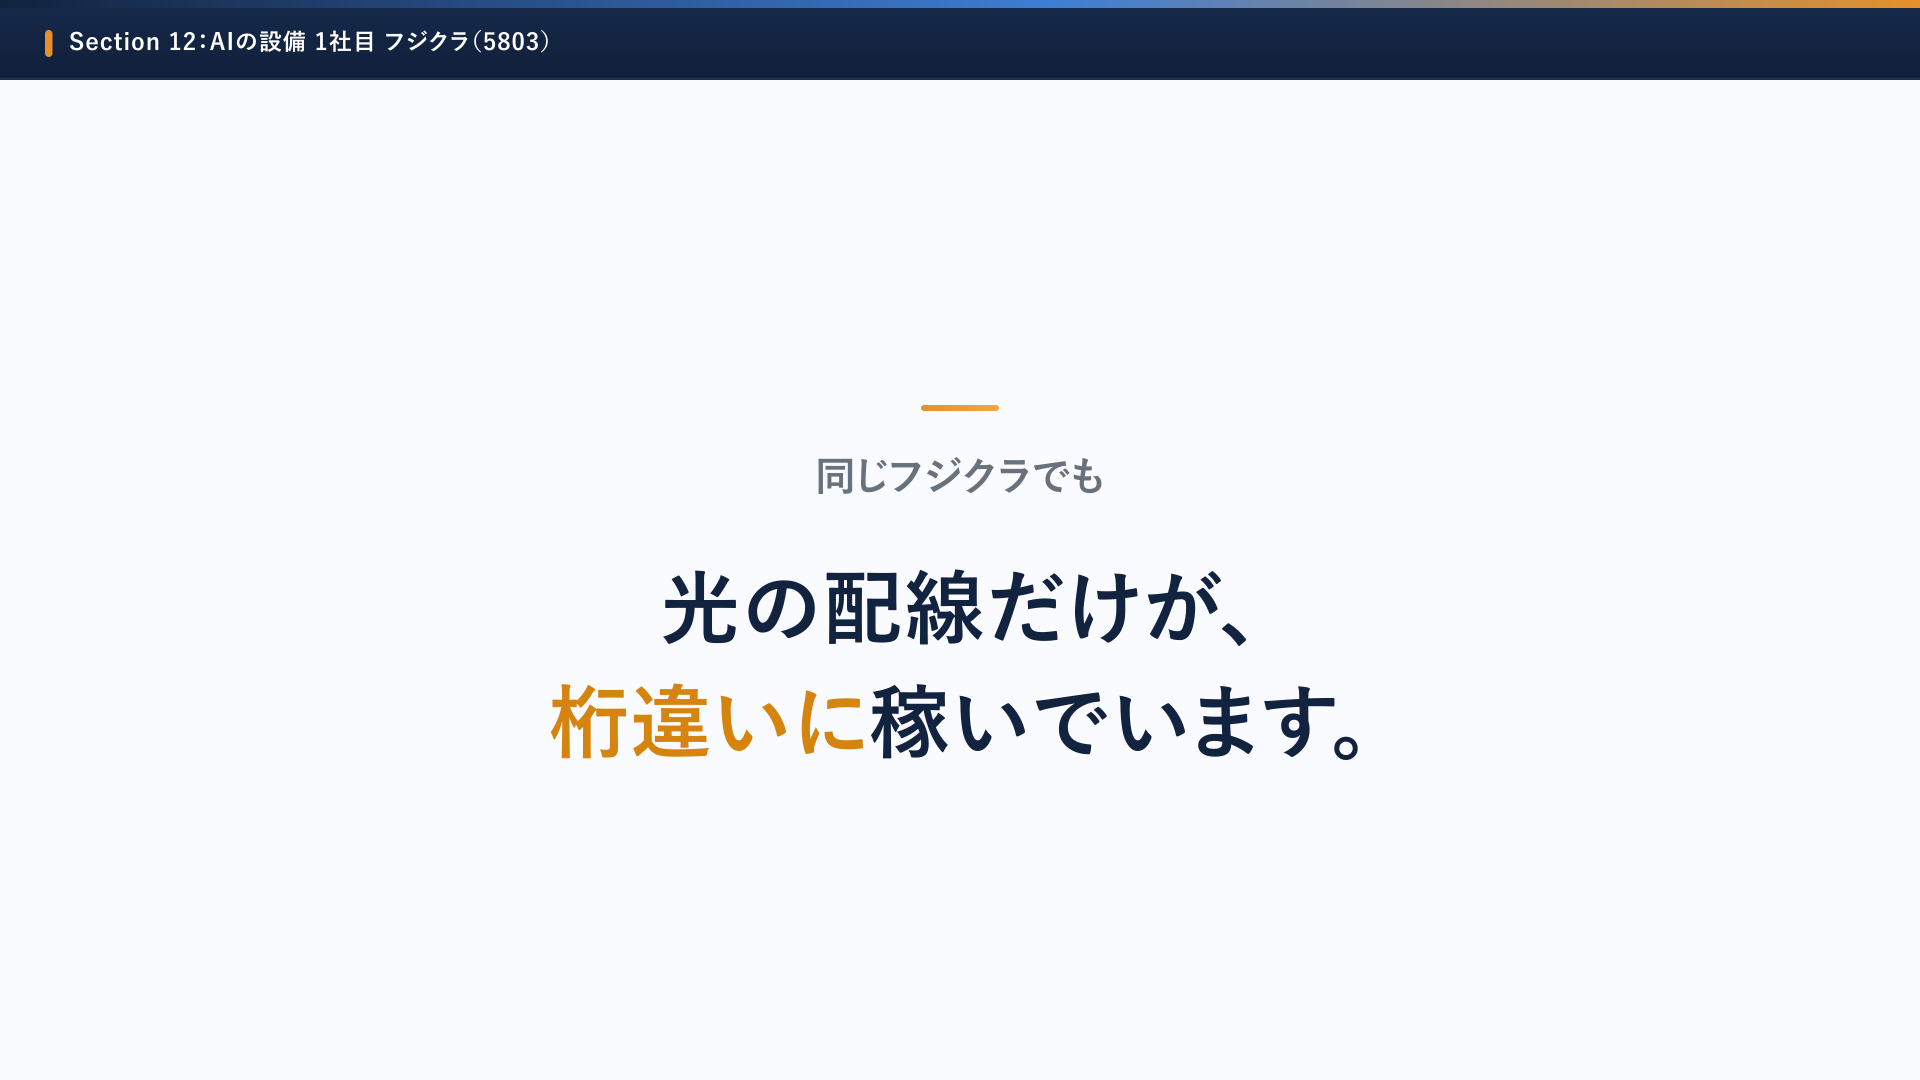 Section 12：AIの設備 1社目 フジクラ（5803）
同じフジクラでも
光の配線だけが、
桁違いに稼いでいます。